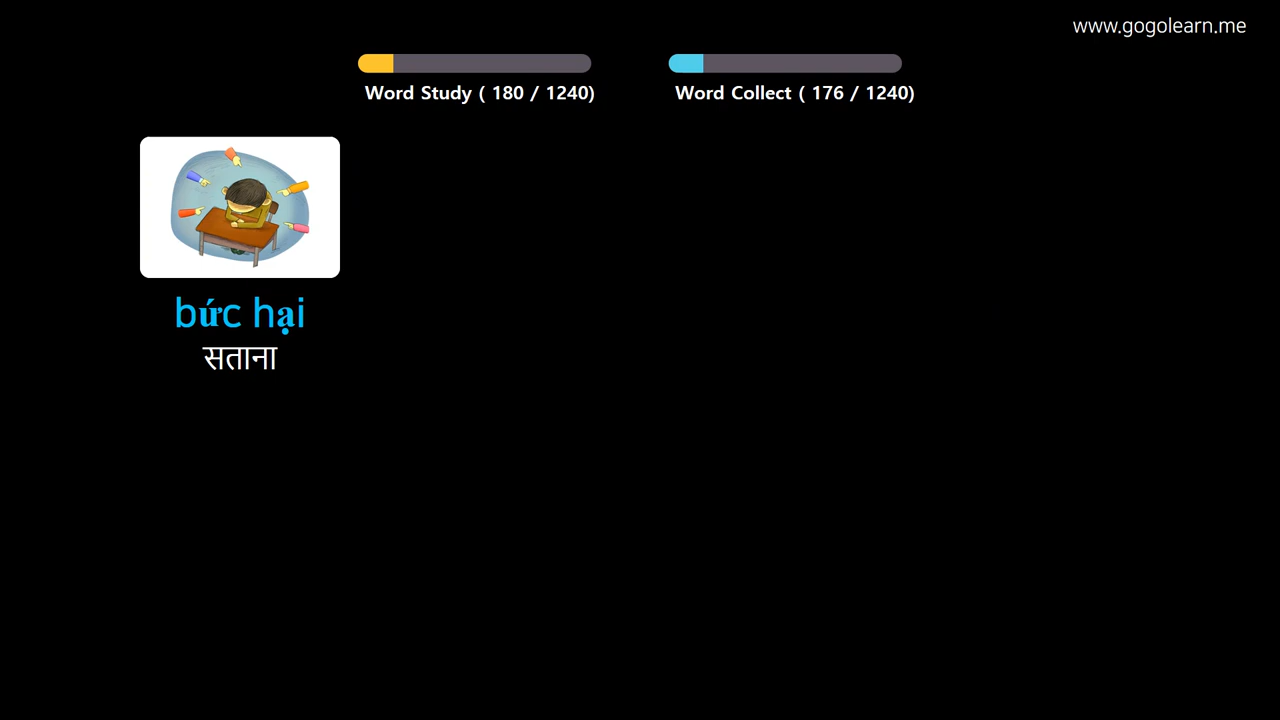 www.gogolearn.me
Word Study ( 180 / 1240)
Word Collect ( 176 / 1240)
bức hại
सताना